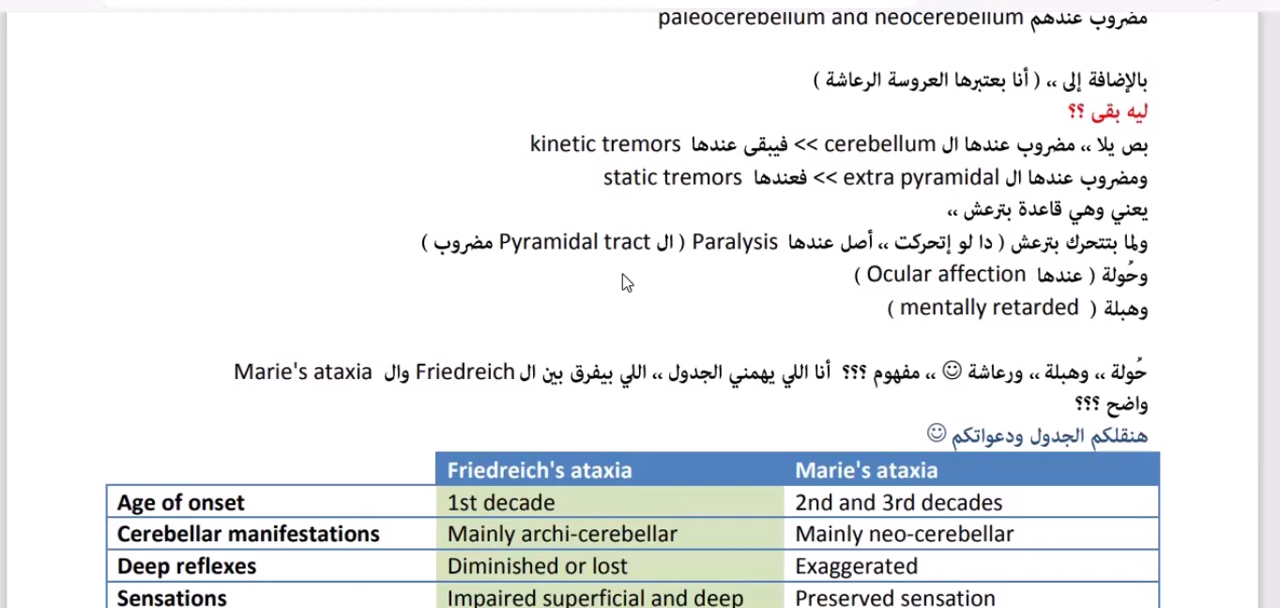 مضروب عندهم paleocerebellum and neocerebellum
بالإضافة إلى ،، ( أنا بعتبرها العروسة الرعاشة )
ليه بقى ؟؟
بص يلا ،، مضروب عندها ال cerebellum >> فيبقى عندها kinetic tremors
ومضروب عندها ال extra pyramidal >> فعندها static tremors
يعني وهي قاعدة بترعش ،،
ولما بتتحرك بترعش ( دا لو إتحركت ،، أصل عندها Paralysis ( ال Pyramidal tract مضروب )
وحُولة ( عندها Ocular affection )
وهبلة ( mentally retarded )
حُولة ،، وهبلة ،، ورعاشة ☺ ،، مفهوم ؟؟؟ أنا اللي يهمني الجدول ،، اللي بيفرق بين ال Friedreich وال Marie's ataxia
واضح ؟؟؟
هنقلكم الجدول ودعواتكم ☺
Friedreich's ataxia Marie's ataxia
Age of onset 1st decade 2nd and 3rd decades
Cerebellar manifestations Mainly archi-cerebellar Mainly neo-cerebellar
Deep reflexes Diminished or lost Exaggerated
Sensations Impaired superficial and deep Preserved sensation